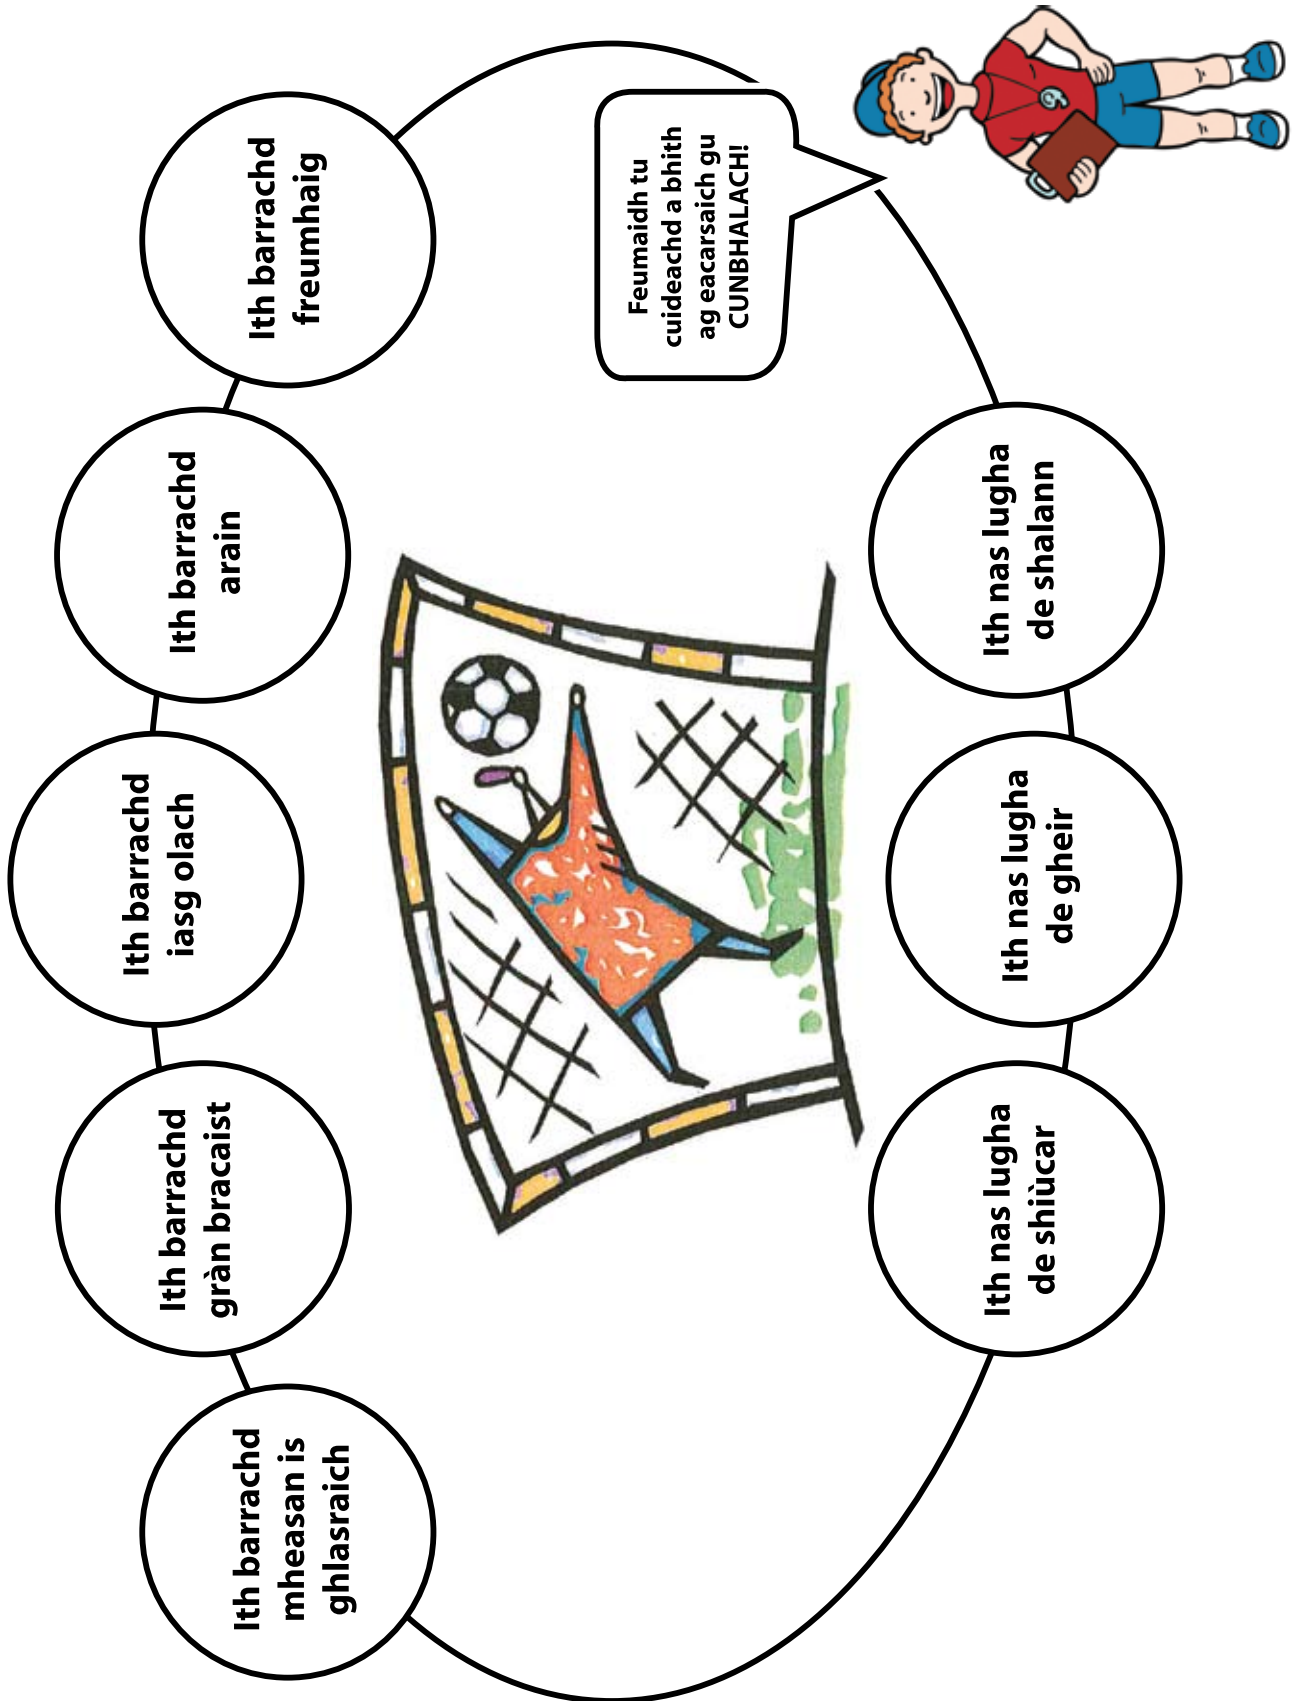 Ith barrachd
mheasan is
ghlasraich
Ith barrachd
gràn bracaist
Ith barrachd
iasg olach
Ith barrachd
arain
Ith barrachd
freumhaig
Feumaidh tu
cuideachd a bhith
ag eacarsaich gu
CUNBHALACH!
Ith nas lugha
de shiùcar
Ith nas lugha
de gheir
Ith nas lugha
de shalann